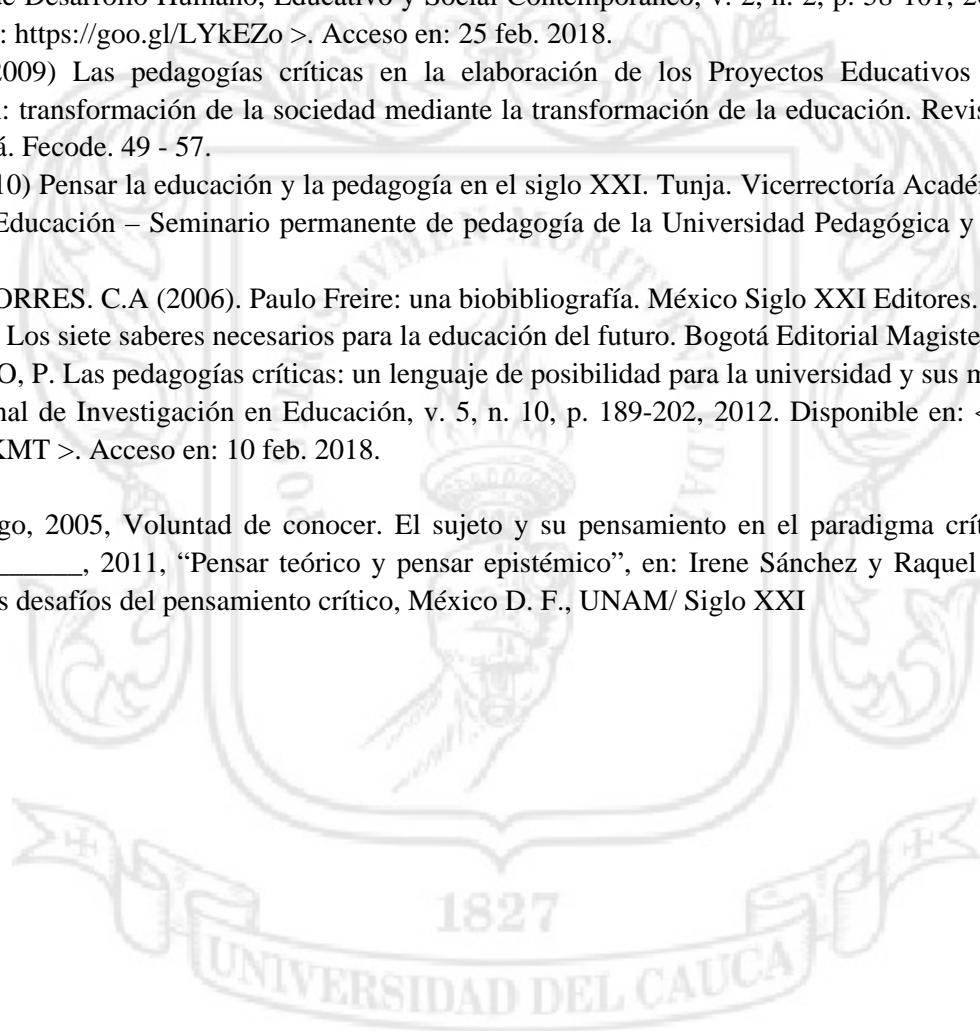 de Desarrollo Humano, Educativo y Social Contemporáneo, v. 2, n. 2, p. 58-101, 20
: https://goo.gl/LYkEZo >. Acceso en: 25 feb. 2018.
2009) Las pedagogías críticas en la elaboración de los Proyectos Educativos
: transformación de la sociedad mediante la transformación de la educación. Revis
á. Fecode. 49 - 57.
10) Pensar la educación y la pedagogía en el siglo XXI. Tunja. Vicerrectoría Académ
Educación – Seminario permanente de pedagogía de la Universidad Pedagógica y
ORRES. C.A (2006). Paulo Freire: una biobibliografía. México Siglo XXI Editores.
Los siete saberes necesarios para la educación del futuro. Bogotá Editorial Magiste
O, P. Las pedagogías críticas: un lenguaje de posibilidad para la universidad y sus m
nal de Investigación en Educación, v. 5, n. 10, p. 189-202, 2012. Disponible en: <
KMT >. Acceso en: 10 feb. 2018.
go, 2005, Voluntad de conocer. El sujeto y su pensamiento en el paradigma crít
______, 2011, “Pensar teórico y pensar epistémico”, en: Irene Sánchez y Raquel
s desafíos del pensamiento crítico, México D. F., UNAM/ Siglo XXI
1827
UNIVERSIDAD DEL CAUCA